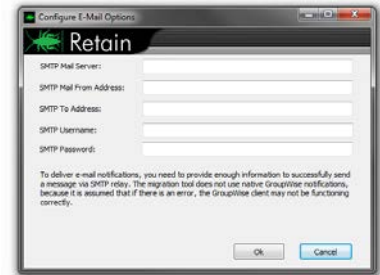 Configure E-Mail Options
Retain
SMTP Mail Server:
SMTP Mail From Address:
SMTP To Address:
SMTP Username:
SMTP Password:
To deliver e-mail notifications, you need to provide enough information to successfully send
a message via SMTP relay. The migration tool does not use native GroupWise notifications,
because it is assumed that if there is an error, the GroupWise client may not be functioning
correctly.
Ok
Cancel